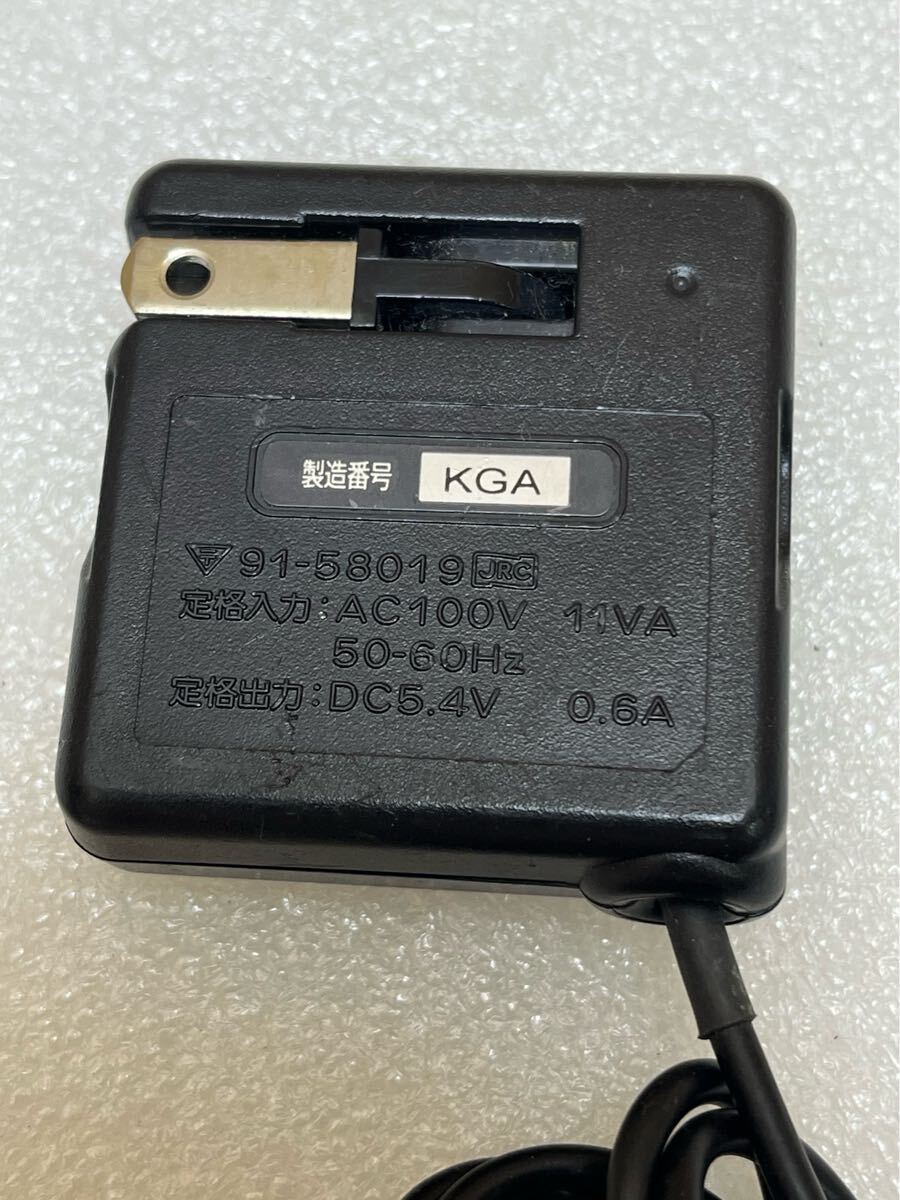 製造番号 KGA
〒 91-58019 JRC
定格入力：AC100V 11VA
50-60Hz
定格出力：DC5.4V 0.6A